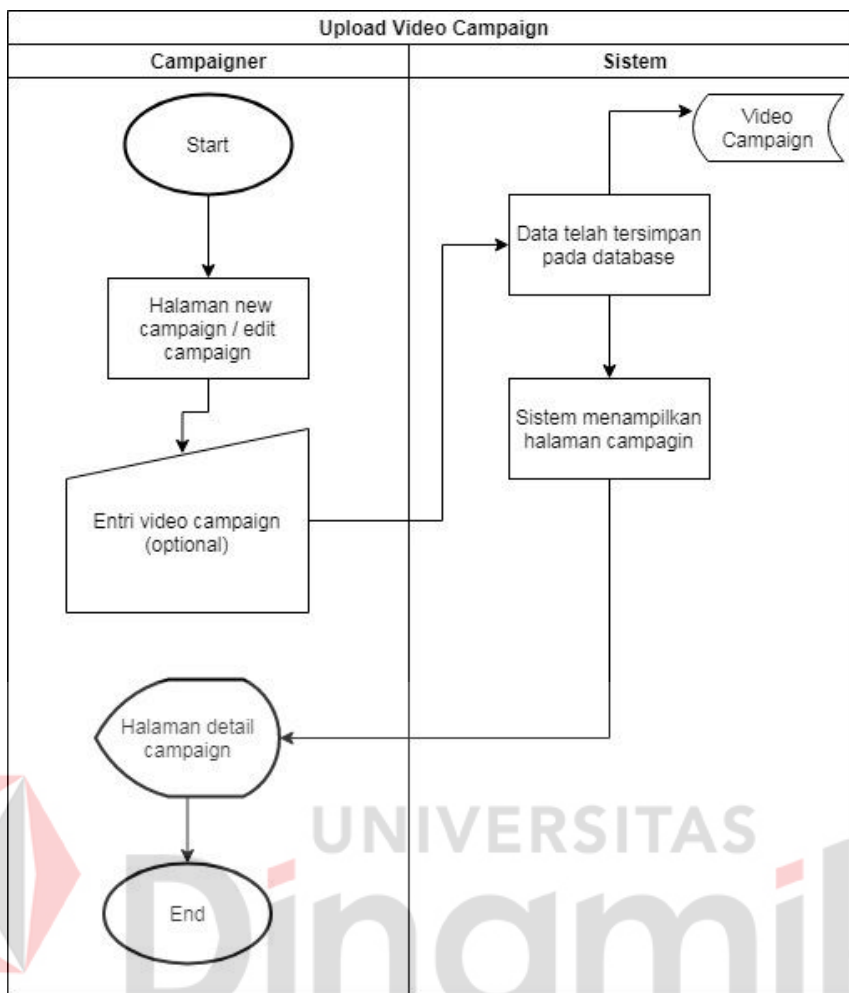 Upload Video Campaign
Campaigner
Sistem
Start
Video
Campaign
Data telah tersimpan
pada database
Halaman new
campaign / edit
campaign
Sistem menampilkan
halaman campagin
Entri video campaign
(optional)
Halaman detail
campaign
End
UNIVERSITAS